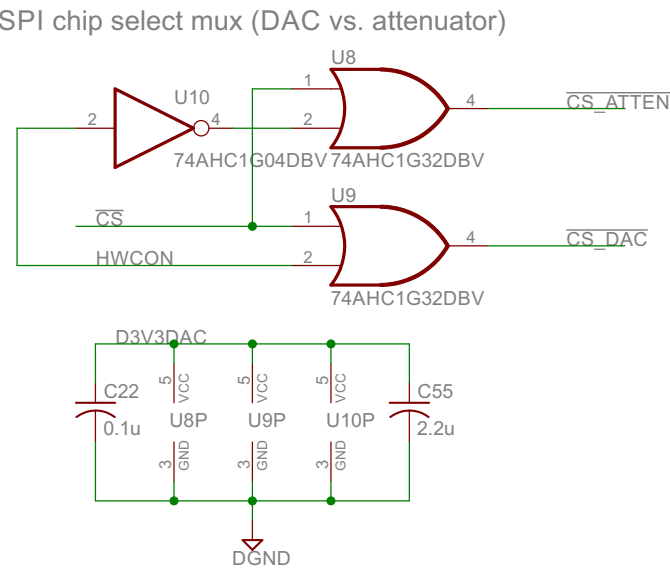 SPI chip select mux (DAC vs. attenuator)
U8
U10
1
2
4
2
4
CS_ATTEN
74AHC1G04DBV
74AHC1G32DBV
U9
CS
1
HWCON
2
4
CS_DAC
74AHC1G32DBV
D3V3DAC
C22
0.1u
5
VCC
U8P
3
GND
5
VCC
U9P
3
GND
5
VCC
U10P
3
GND
C55
2.2u
DGND